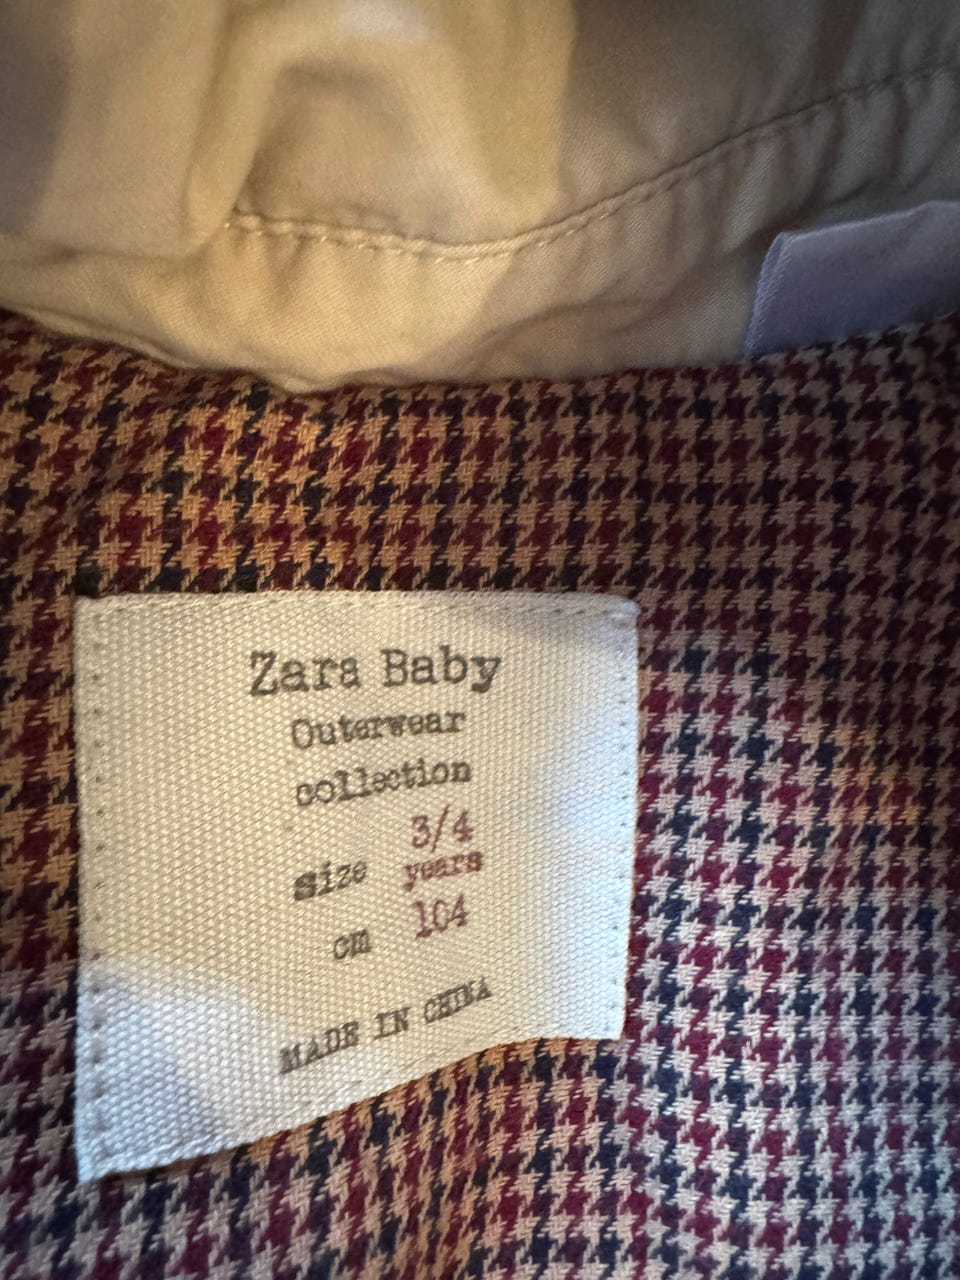 Zara Baby
Outerwear
collection
size 3/4 years
cm 104
MADE IN CHINA